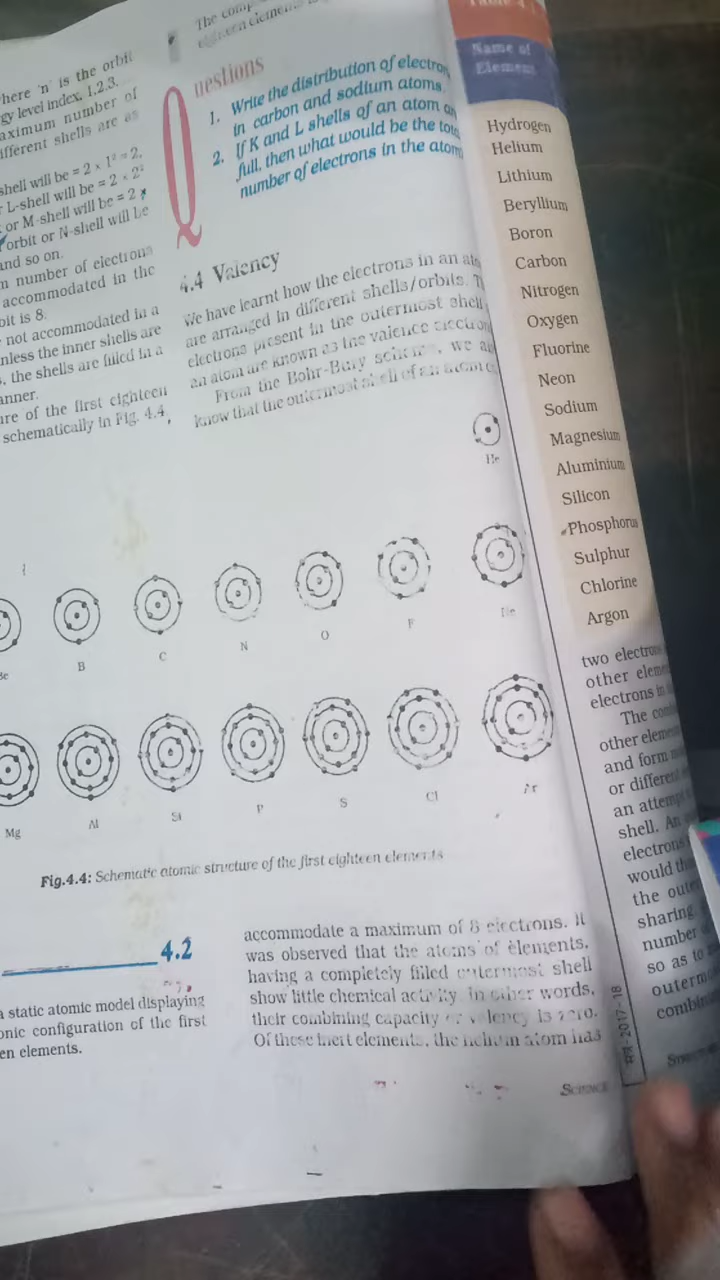 here 'n' is the orbit
gy level index, 1,2,3.
aximum number of
ifferent shells are as
shell will be = 2 × 1² = 2,
L-shell will be = 2 × 2²
or M-shell will be = 2
orbit or N-shell will be
and so on.
number of electrons
accommodated in the
bit is 8.
not accommodated in a
nless the inner shells are
, the shells are filled in a
anner.
ure of the first eighteen
schematically in Fig. 4.4,
The comp
Questions
1. Write the distribution of electron
in carbon and sodium atoms.
2. If K and L shells of an atom a
full, then what would be the tota
number of electrons in the atom
4.4 Valency
We have learnt how the electrons in an ato
are arranged in different shells/orbits. T
electrons present in the outermost shell
an atom are known as the valence electron
From the Bohr-Bury scheme, we al
know that the outermost shell of an atom c
He
B
C
N
O
F
Ne
Mg
Al
Si
P
S
Cl
Ar
Fig.4.4: Schematic atomic structure of the first eighteen elements
4.2
a static atomic model displaying
onic configuration of the first
en elements.
accommodate a maximum of 8 electrons. It
was observed that the atoms of elements,
having a completely filled outermost shell
show little chemical activity. In other words,
their combining capacity or valency is zero.
Of these inert elements, the helium atom has
SCIENCE
2017-18
Name of
Element
Hydrogen
Helium
Lithium
Beryllium
Boron
Carbon
Nitrogen
Oxygen
Fluorine
Neon
Sodium
Magnesium
Aluminium
Silicon
Phosphorus
Sulphur
Chlorine
Argon
two electrons
other eleme
electrons in
The com
other eleme
and form
or different
an attempt
shell. An
electrons
would th
the oute
sharing,
number
so as to
outerm
combin